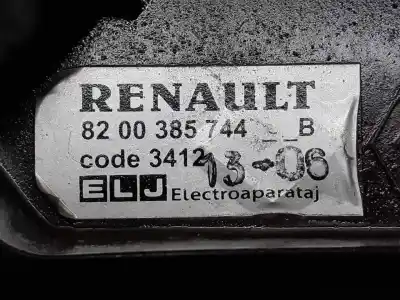 RENAULT
82 00 385 744 _ _B
code 3412 13-06
ELJ Electroaparataj